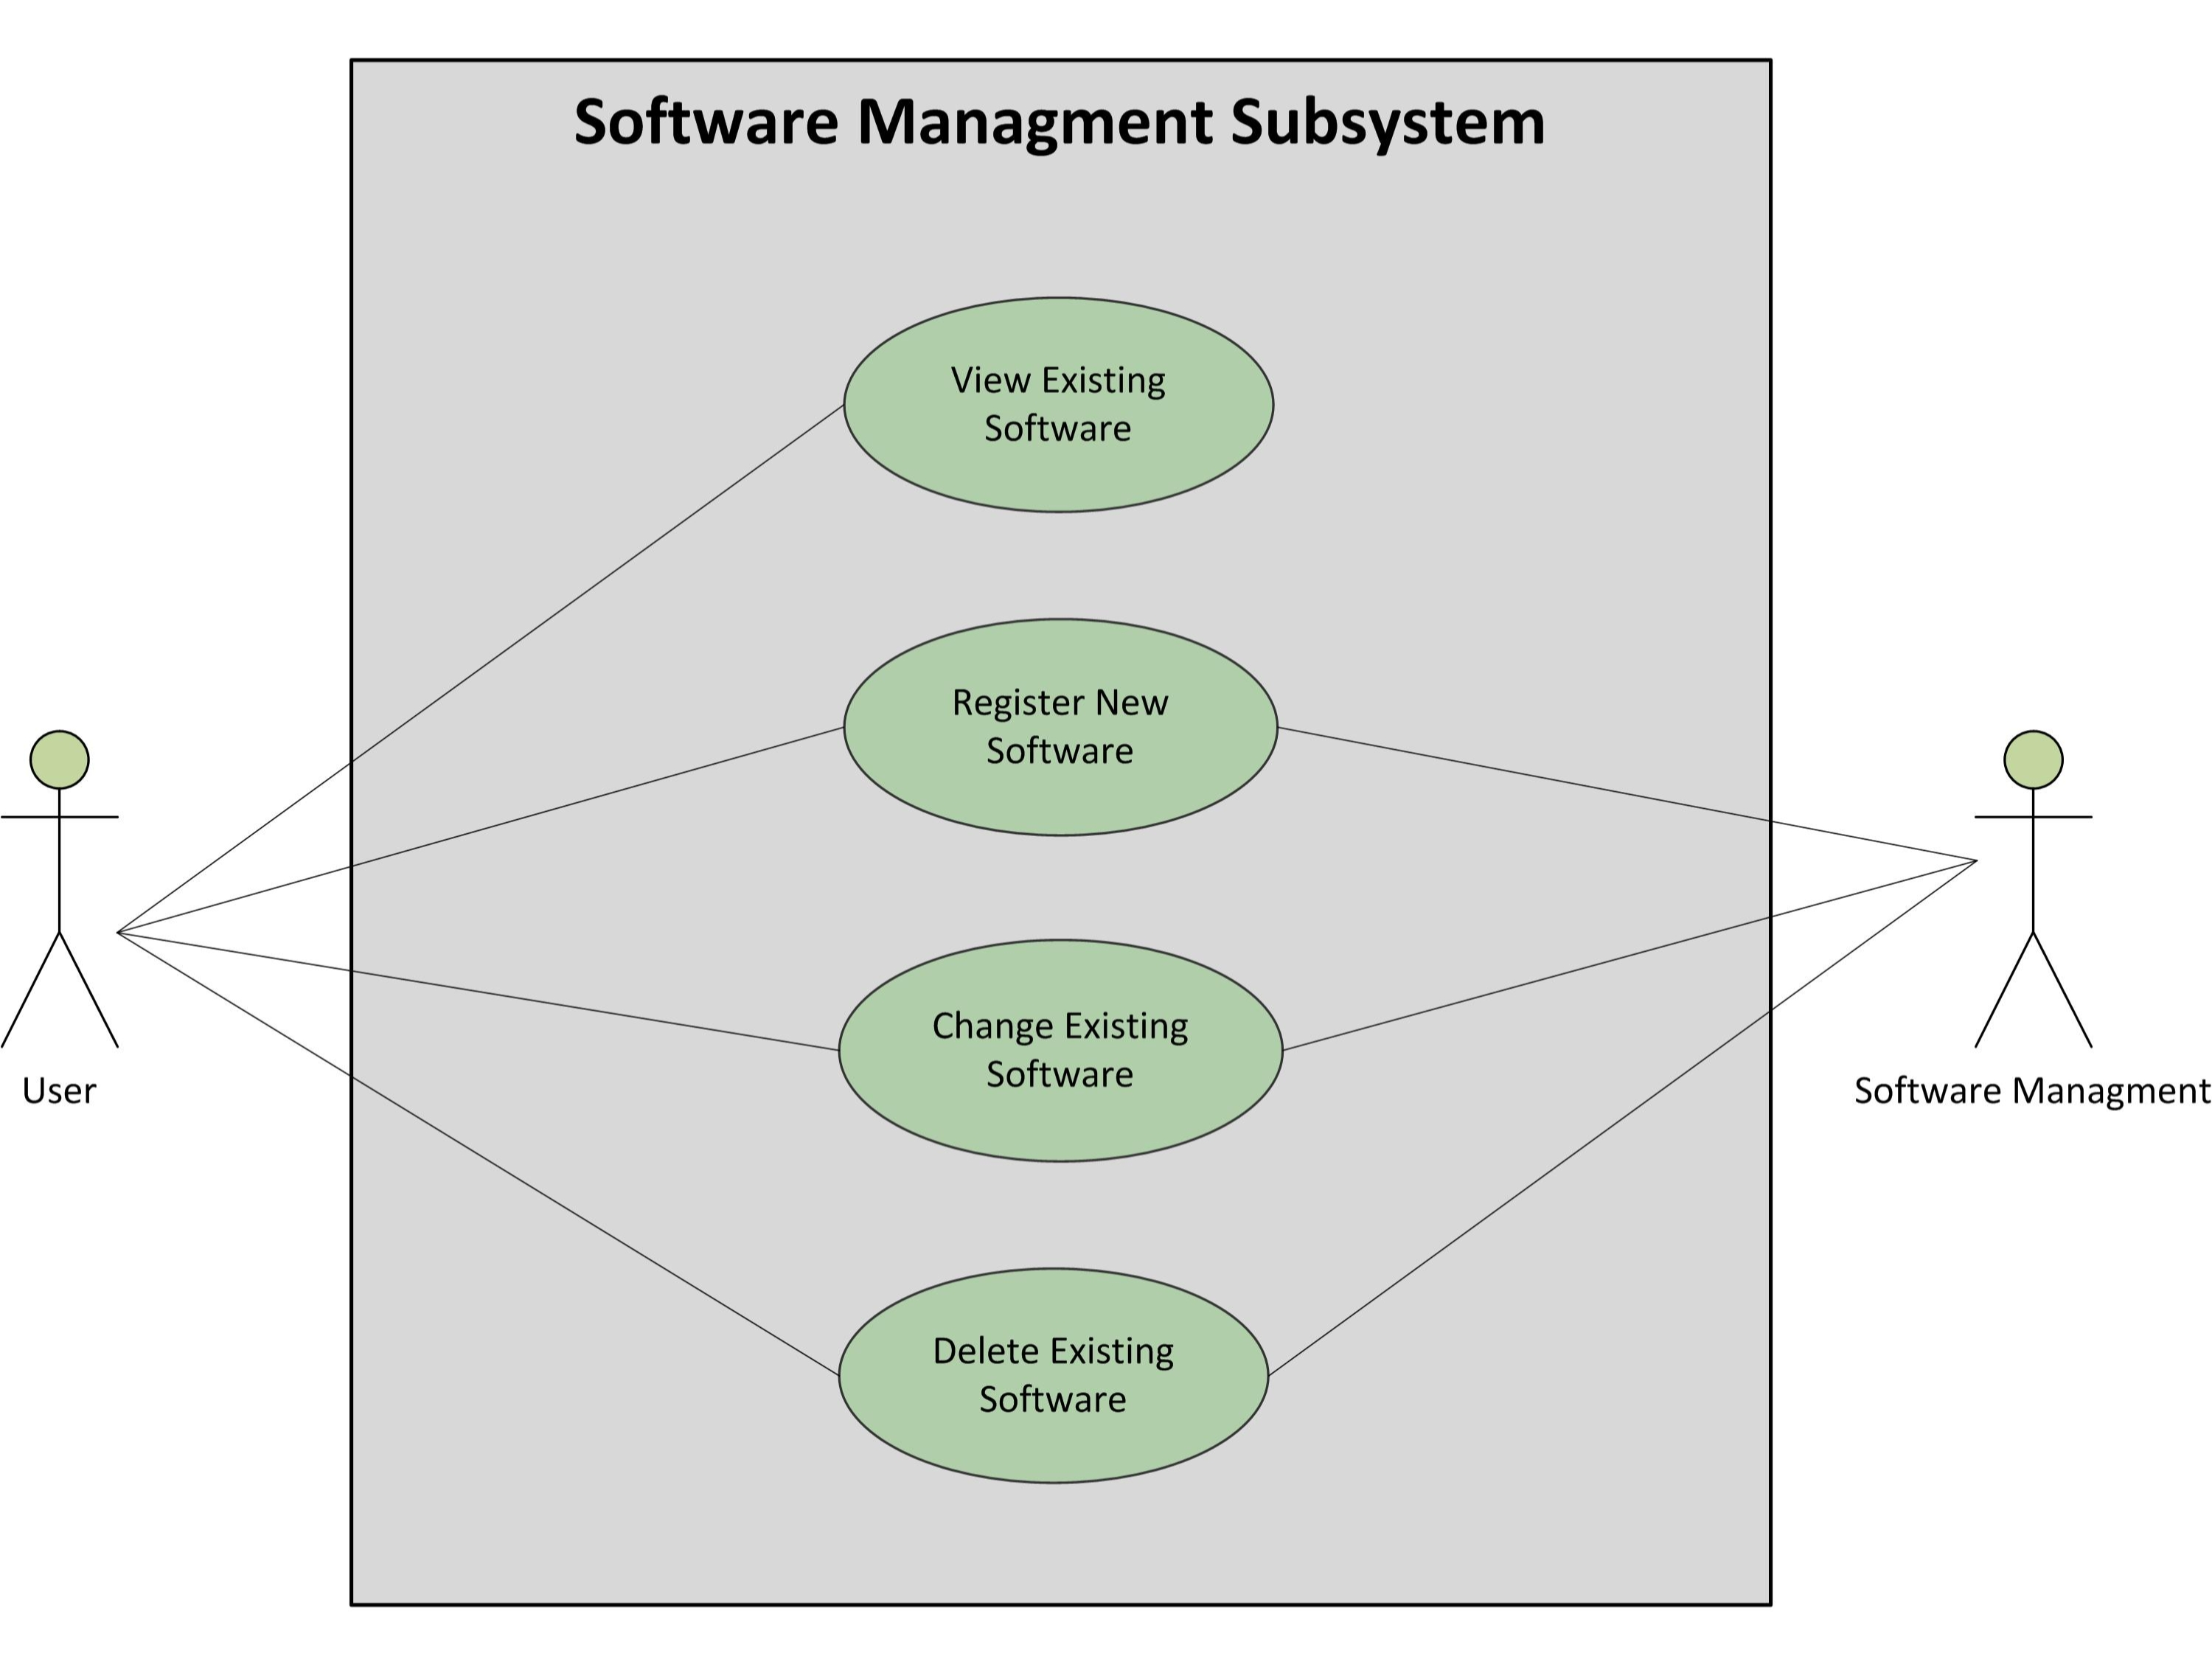 Software Managment Subsystem
View Existing
Software
Register New
Software
Change Existing
Software
Delete Existing
Software
User
Software Managment